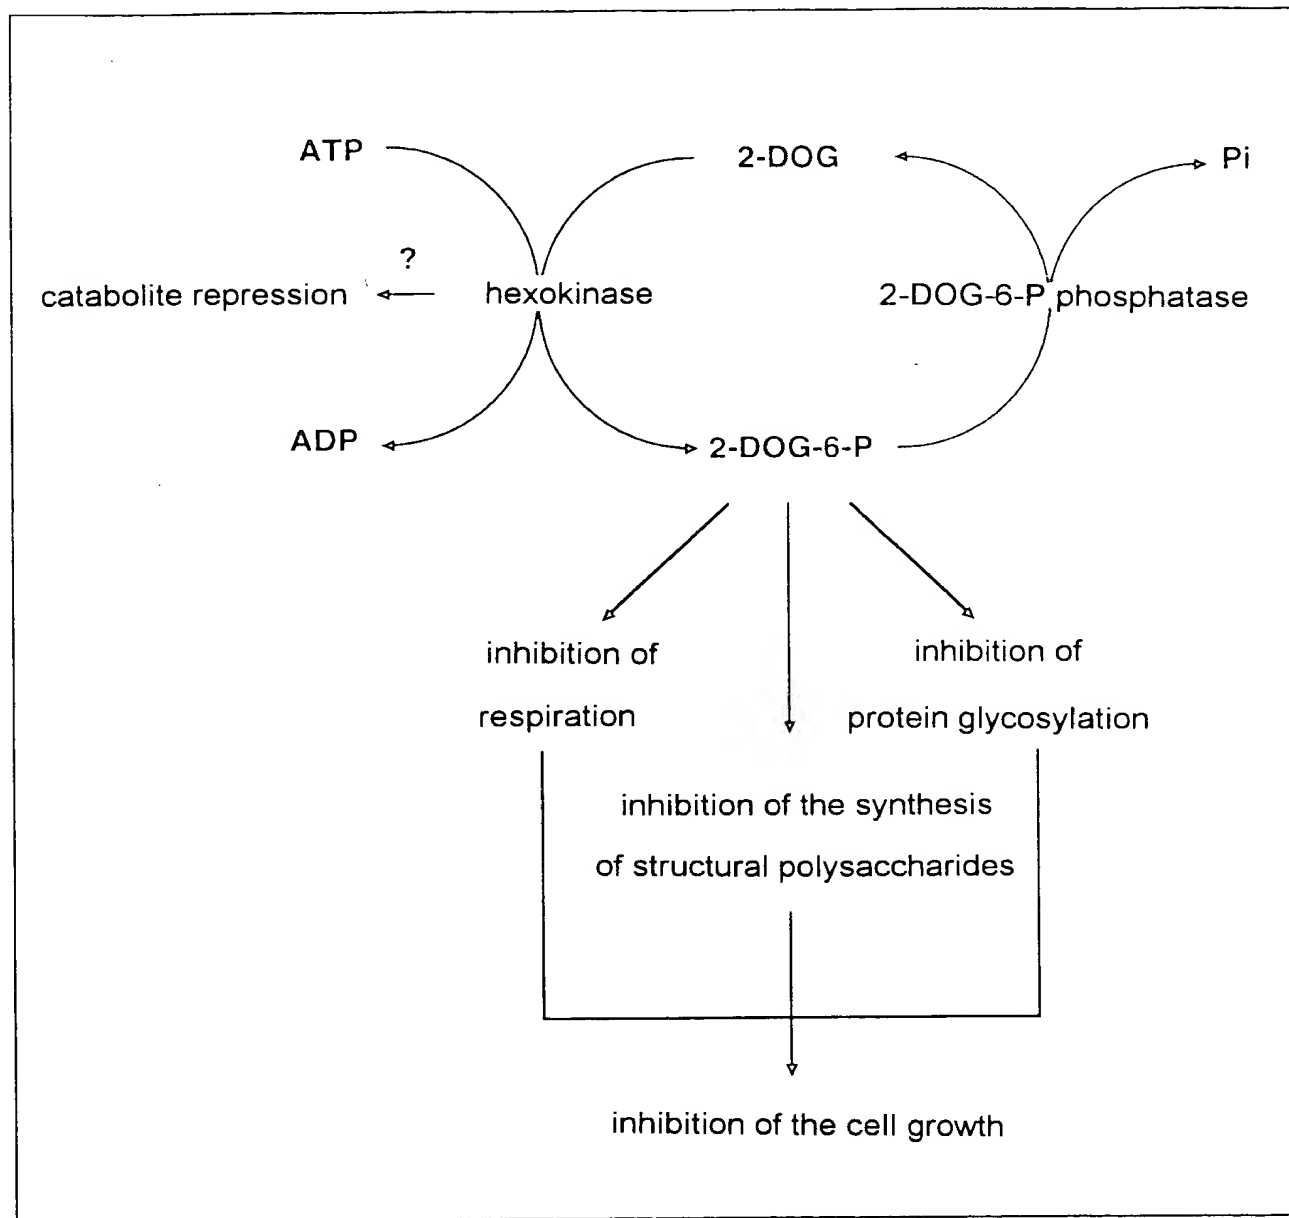 ATP 2-DOG Pi
?
catabolite repression hexokinase 2-DOG-6-P phosphatase
ADP 2-DOG-6-P
inhibition of
respiration
inhibition of
protein glycosylation
inhibition of the synthesis
of structural polysaccharides
inhibition of the cell growth